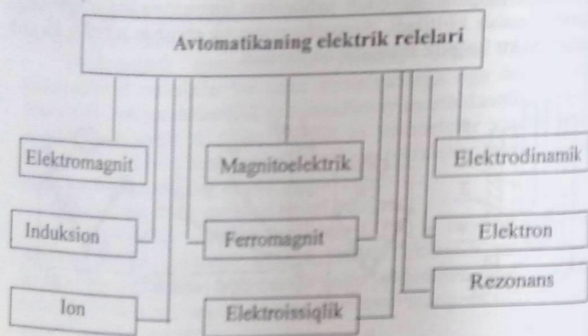 Avtomatikaning elektrik relelari
Elektromagnit
Magnitoelektrik
Elektrodinamik
Induksion
Ferromagnit
Elektron
Ion
Elektroissiqlik
Rezonans